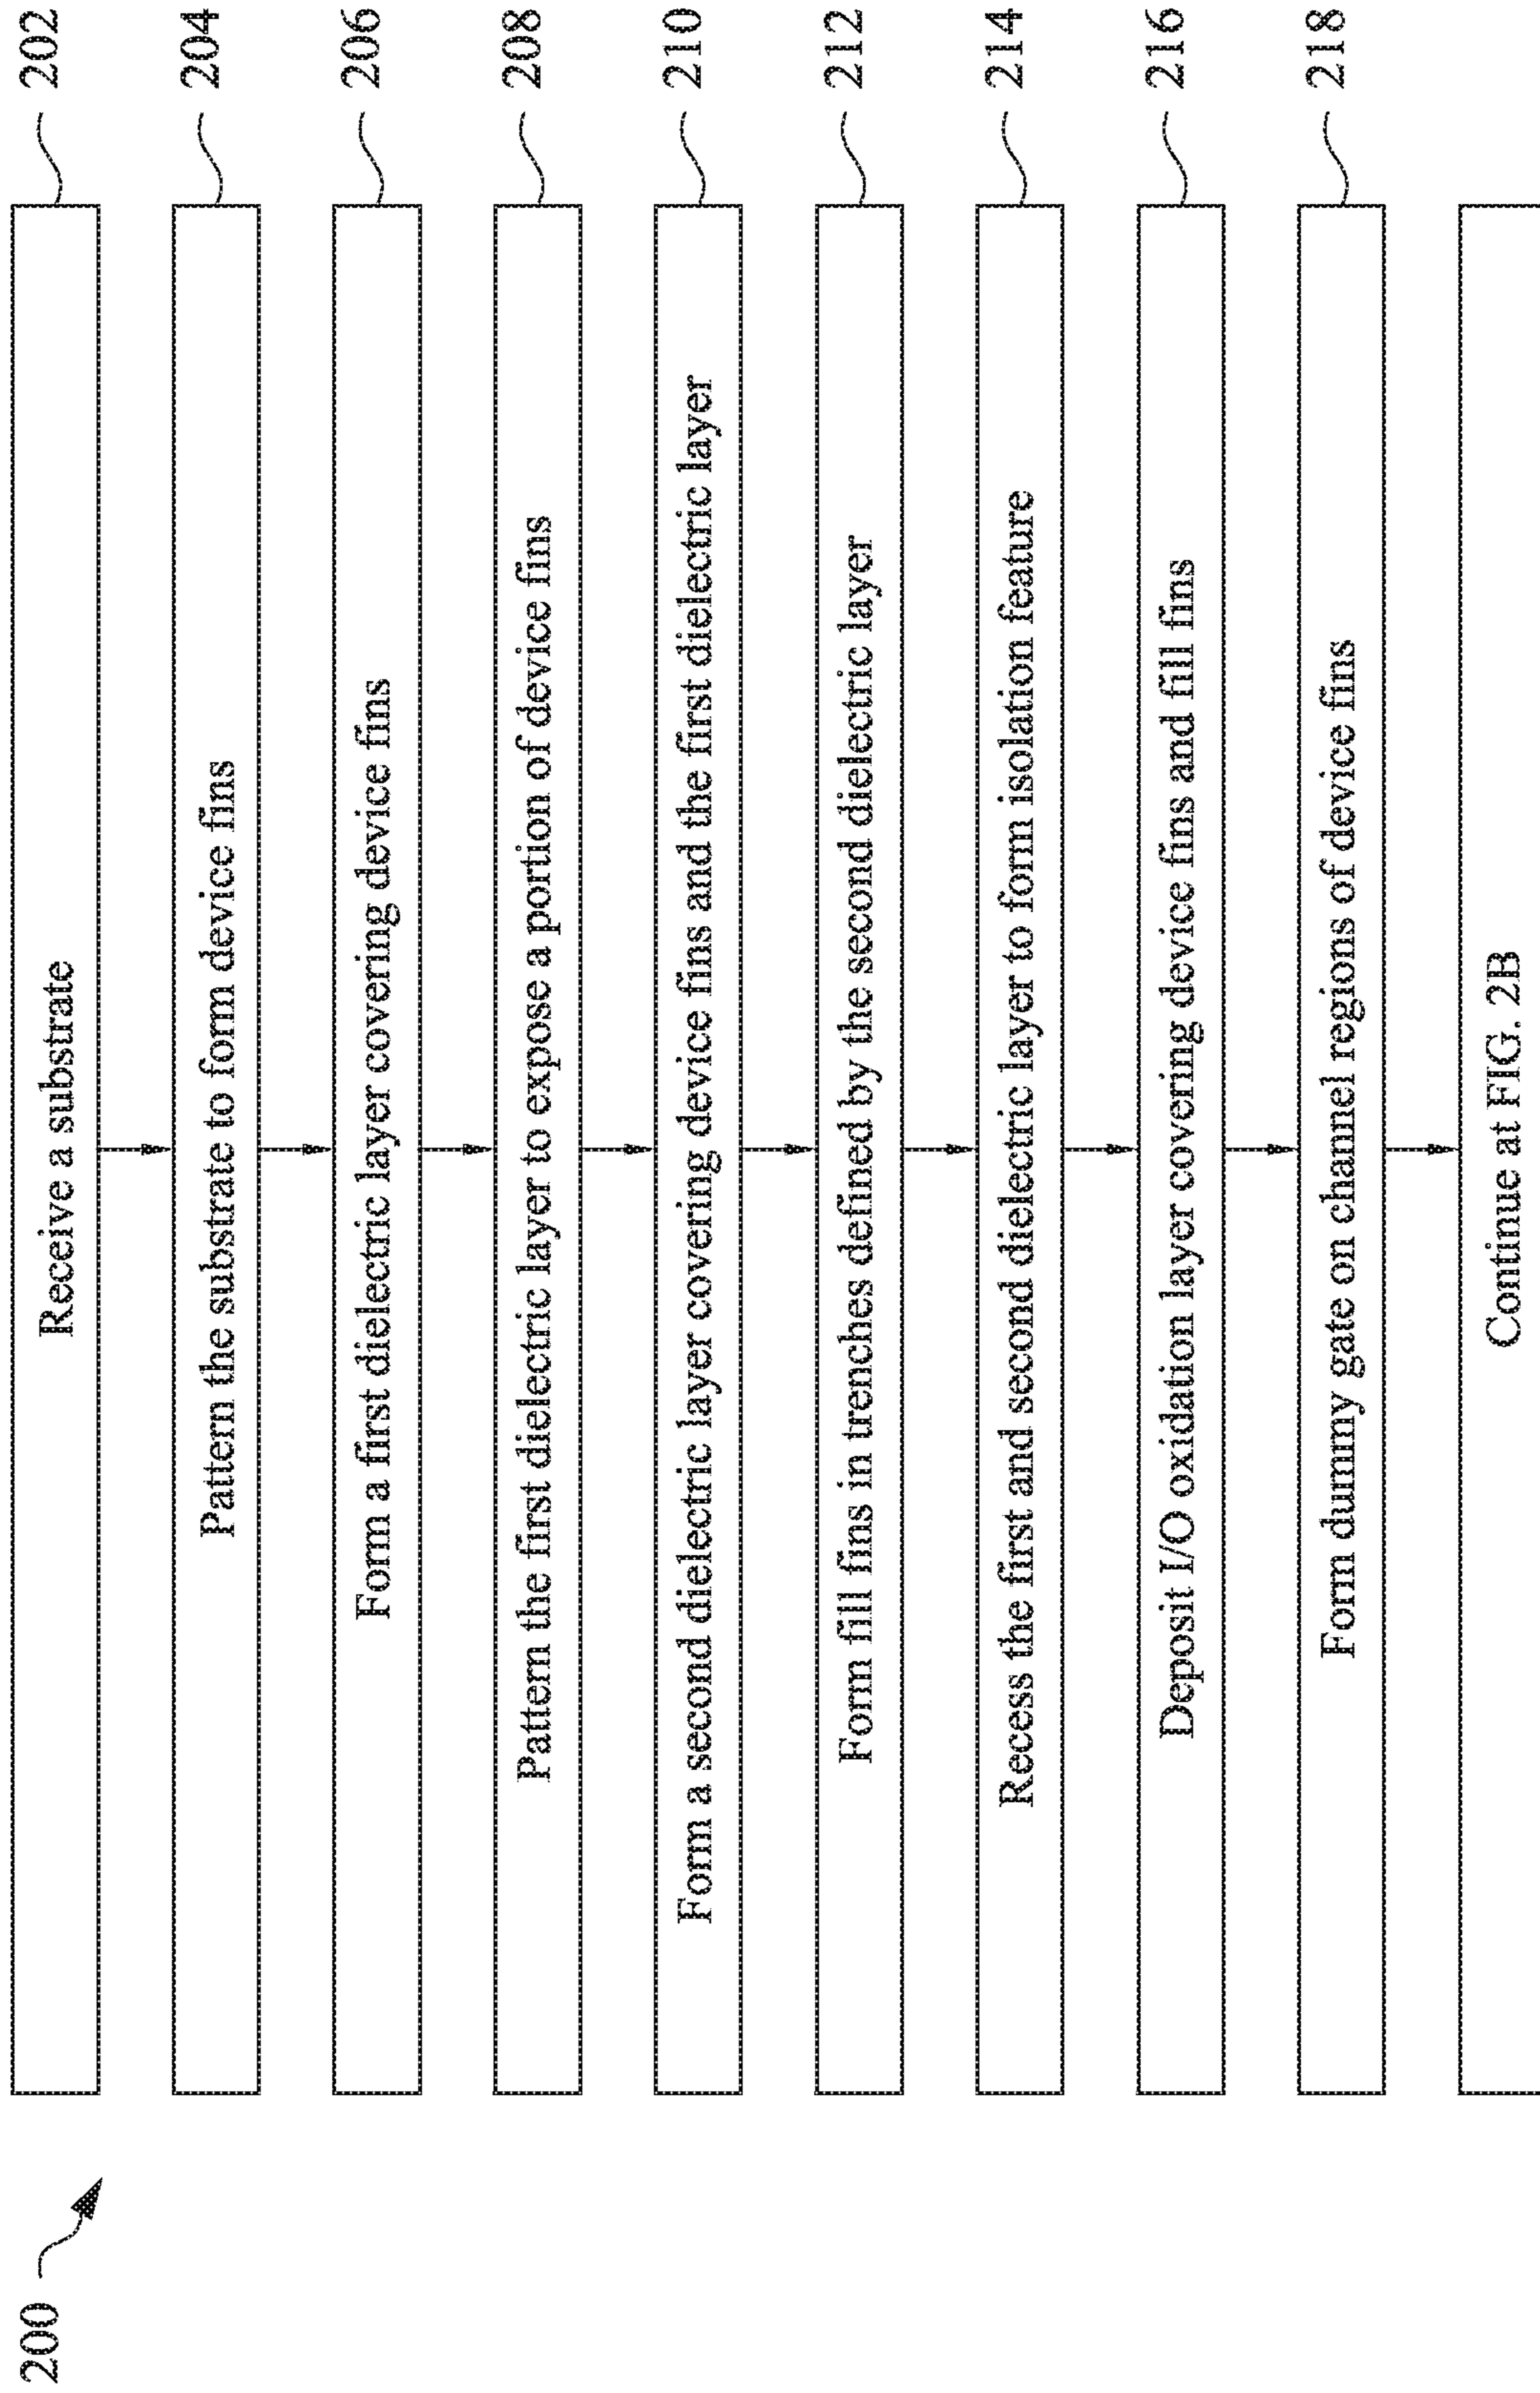 200
Receive a substrate
202
Pattern the substrate to form device fins
204
Form a first dielectric layer covering device fins
206
Pattern the first dielectric layer to expose a portion of device fins
208
Form a second dielectric layer covering device fins and the first dielectric layer
210
Form fill fins in trenches defined by the second dielectric layer
212
Recess the first and second dielectric layer to form isolation feature
214
Deposit I/O oxidation layer covering device fins and fill fins
216
Form dummy gate on channel regions of device fins
218
Continue at FIG. 2B